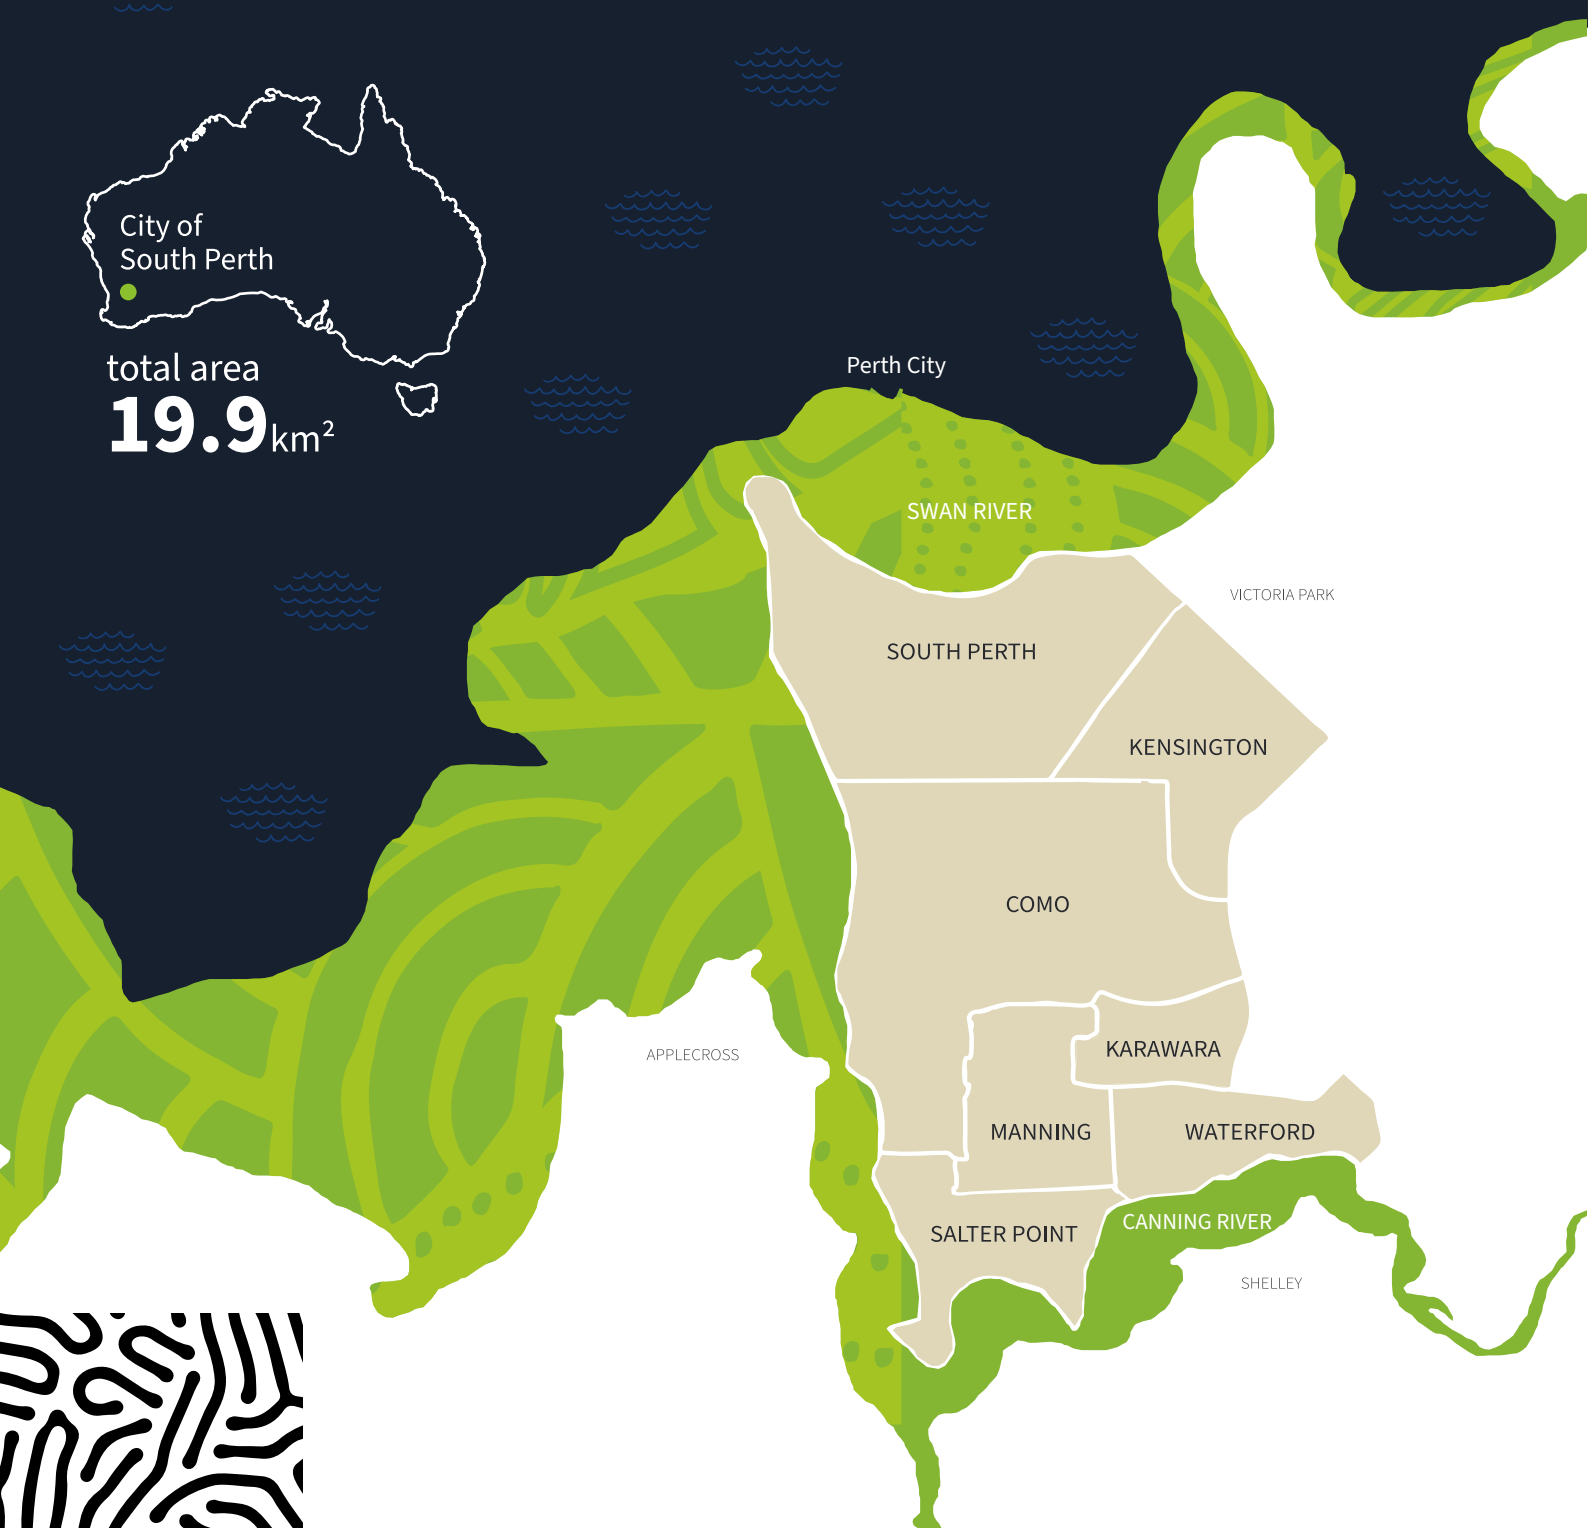 City of
South Perth
total area
19.9km²
Perth City
SWAN RIVER
VICTORIA PARK
SOUTH PERTH
KENSINGTON
COMO
APPLECROSS
KARAWARA
MANNING
WATERFORD
SALTER POINT
CANNING RIVER
SHELLEY